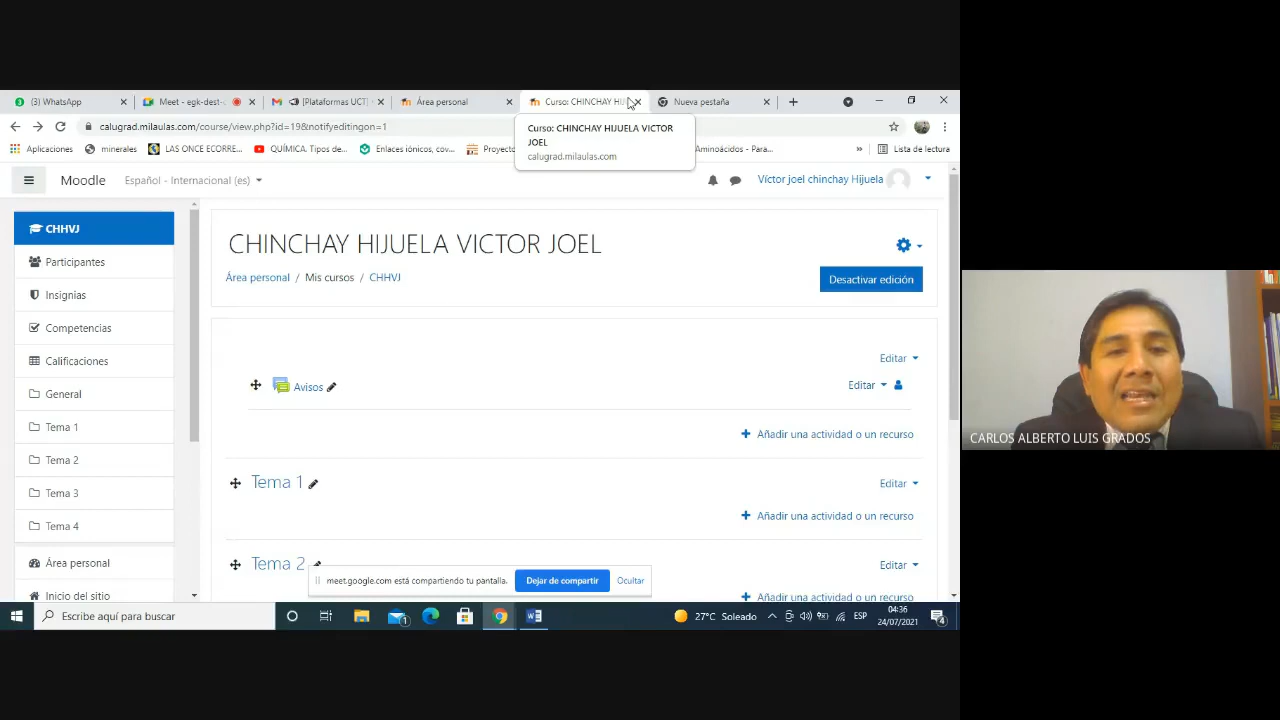 (3) WhatsApp
Meet - egk-dest-
[Plataformas UCT]
Área personal
Curso: CHINCHAY HIJ
Nueva pestaña
calugrad.milaulas.com/course/view.php?id=19&notifyeditingon=1
Curso: CHINCHAY HIJUELA VICTOR
JOEL
calugrad.milaulas.com
Aplicaciones
minerales
LAS ONCE ECORRE...
QUÍMICA. Tipos de...
Enlaces iónicos, cov...
Proyecto
Aminoácidos - Para...
»
Lista de lectura
Moodle
Español - Internacional (es)
Víctor joel chinchay Hijuela
CHHVJ
Participantes
Insignias
Competencias
Calificaciones
General
Tema 1
Tema 2
Tema 3
Tema 4
Área personal
Inicio del sitio
CHINCHAY HIJUELA VICTOR JOEL
Área personal / Mis cursos / CHHVJ
Desactivar edición
Editar
Avisos
Editar
+ Añadir una actividad o un recurso
Tema 1
Editar
+ Añadir una actividad o un recurso
Tema 2
Editar
+ Añadir una actividad o un recurso
meet.google.com está compartiendo tu pantalla.
Dejar de compartir
Ocultar
Escribe aquí para buscar
1
27°C Soleado
ESP
04:36
24/07/2021
4
CARLOS ALBERTO LUIS GRADOS